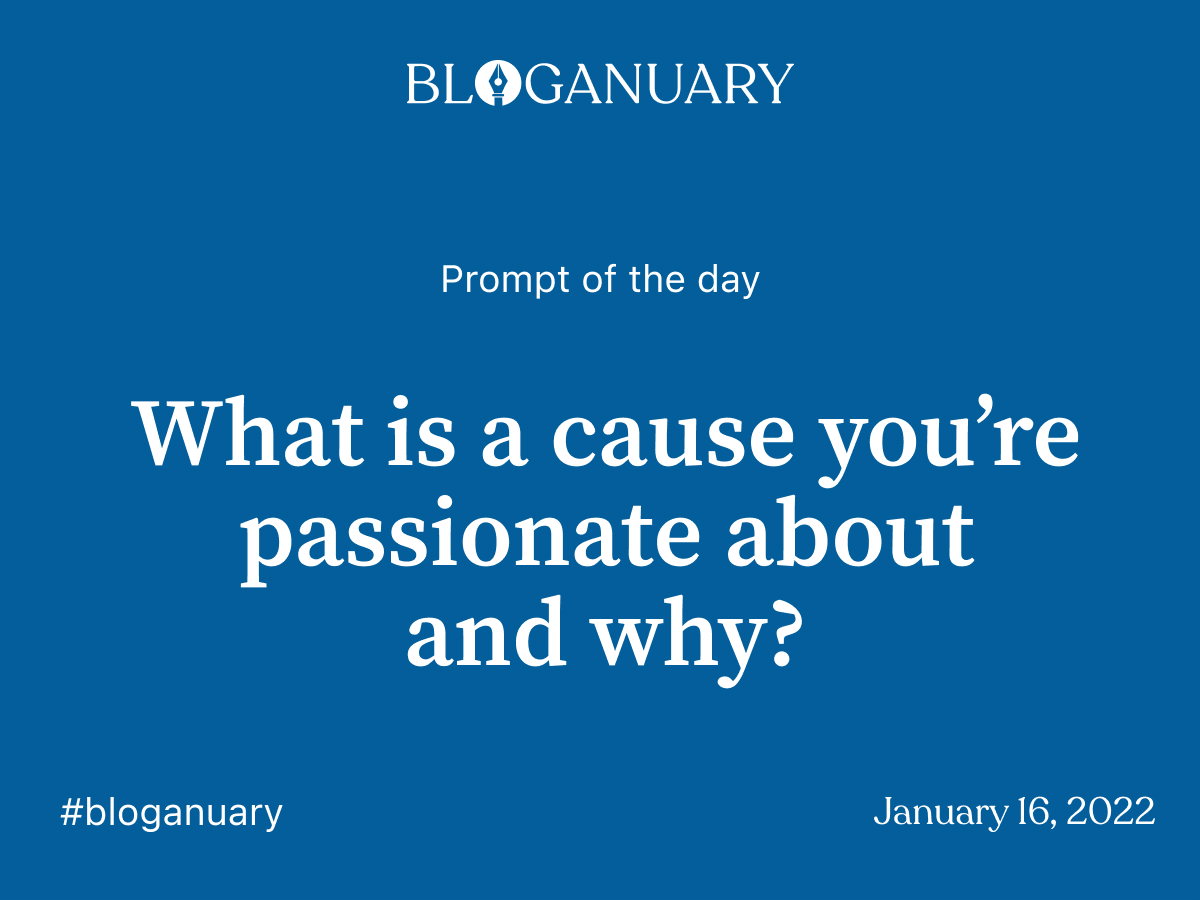 BLOGANUARY
Prompt of the day
What is a cause you’re
passionate about
and why?
#bloganuary
January 16, 2022